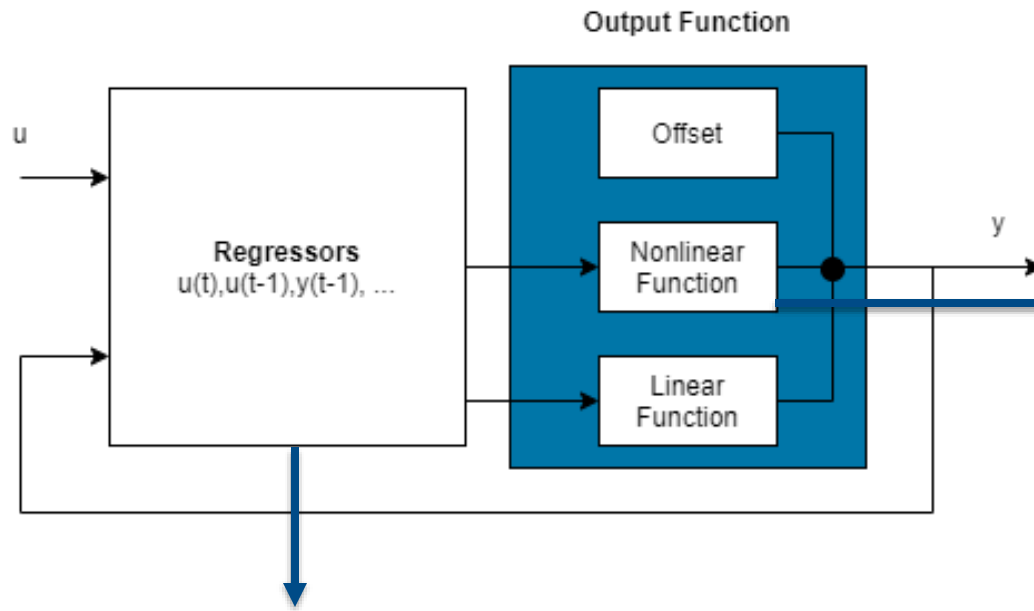 Output Function
u
Offset
Regressors
u(t),u(t-1),y(t-1), ...
Nonlinear
Function
y
Linear
Function